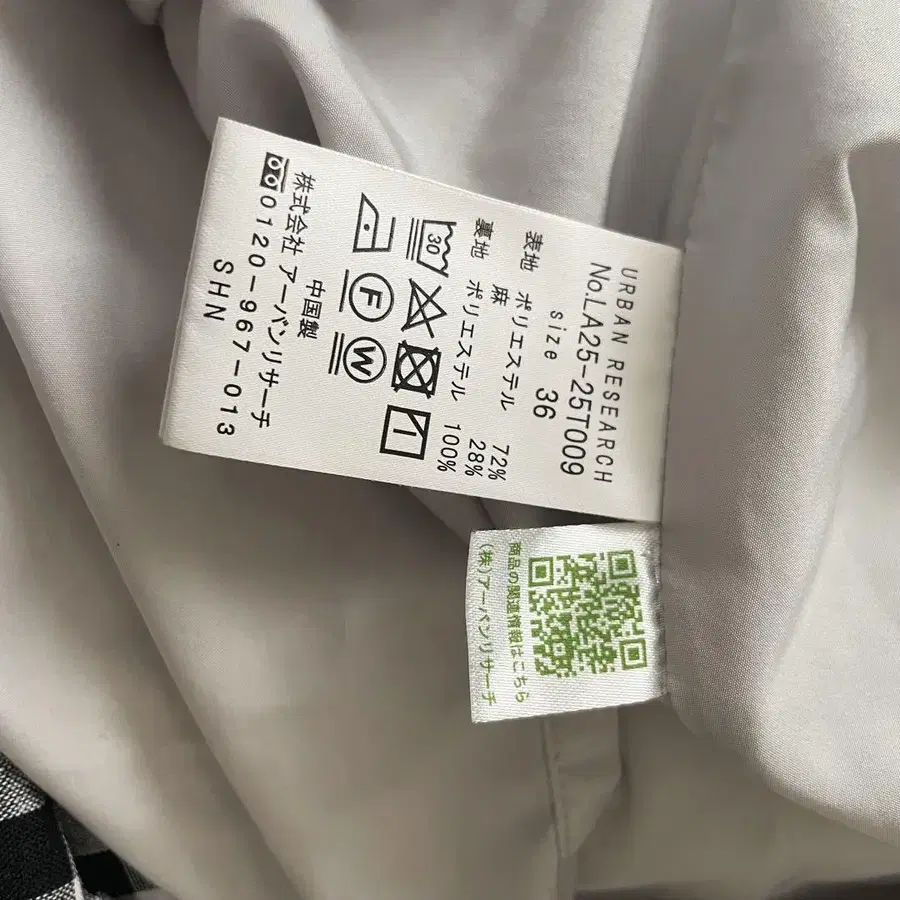 URBAN RESEARCH
No.LA25-25T009
size 36
表地 ポリエステル 72%
麻 28%
裏地 ポリエステル 100%
30
F W
中国製
株式会社 アーバンリサーチ
0120-967-013
SHN
商品の関連情報はこちら
(株)アーバンリサーチ